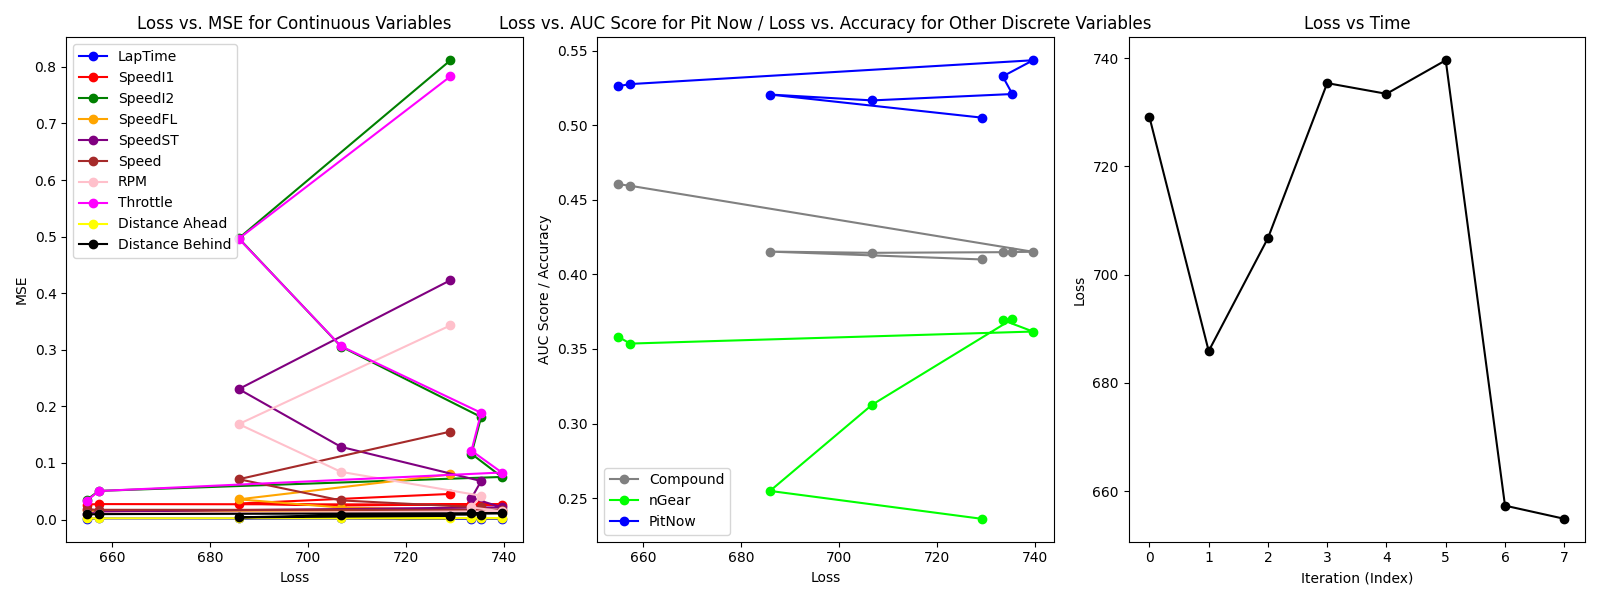 Loss vs. MSE for Continuous Variables
MSE
0.8
0.7
0.6
0.5
0.4
0.3
0.2
0.1
0.0
LapTime
SpeedI1
SpeedI2
SpeedFL
SpeedST
Speed
RPM
Throttle
Distance Ahead
Distance Behind
660 680 700 720 740
Loss
Loss vs. AUC Score for Pit Now / Loss vs. Accuracy for Other Discrete Variables
AUC Score / Accuracy
0.55
0.50
0.45
0.40
0.35
0.30
0.25
Compound
nGear
PitNow
660 680 700 720 740
Loss
Loss vs Time
Loss
740
720
700
680
660
0 1 2 3 4 5 6 7
Iteration (Index)